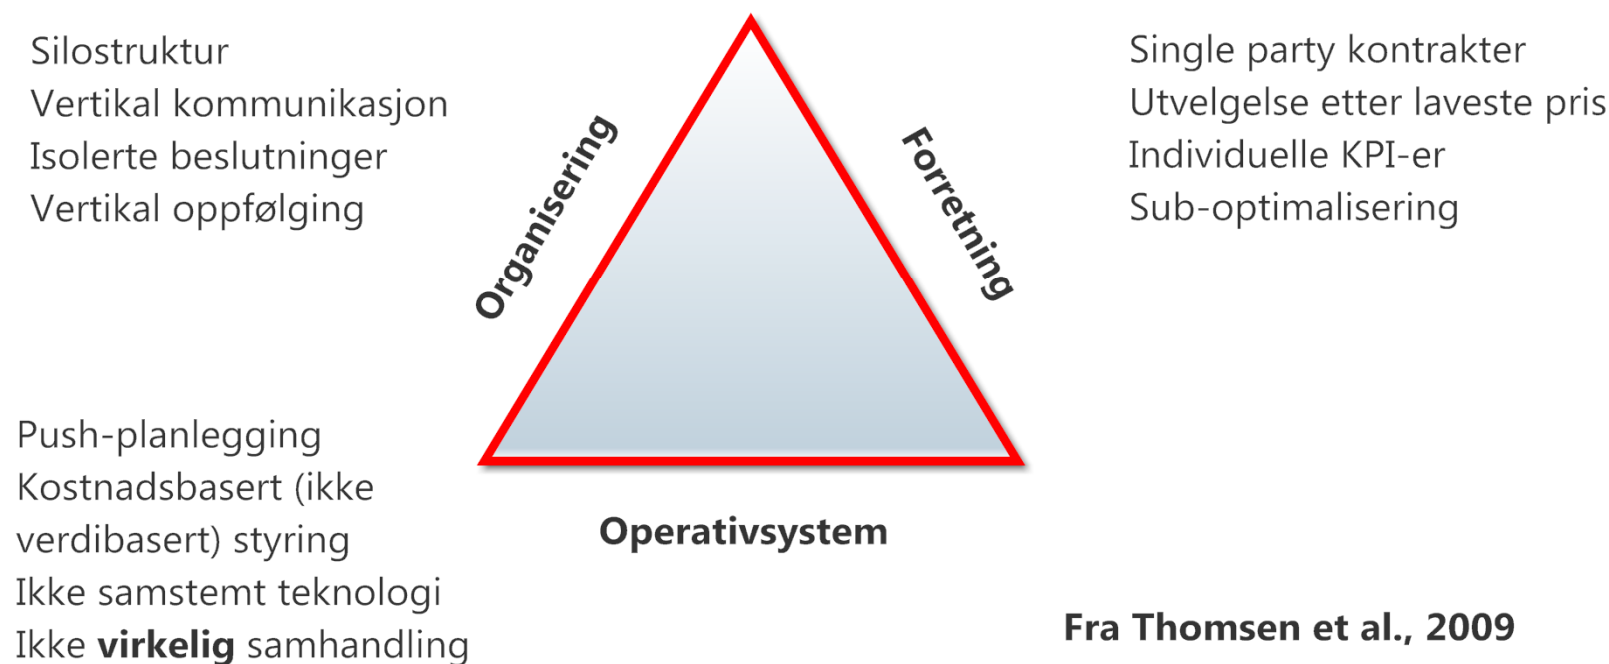 Silostruktur
Vertikal kommunikasjon
Isolerte beslutninger
Vertikal oppfølging
Organisering
Forretning
Single party kontrakter
Utvelgelse etter laveste pris
Individuelle KPI-er
Sub-optimalisering
Push-planlegging
Kostnadsbasert (ikke
verdibasert) styring
Ikke samstemt teknologi
Ikke virkelig samhandling
Operativsystem
Fra Thomsen et al., 2009